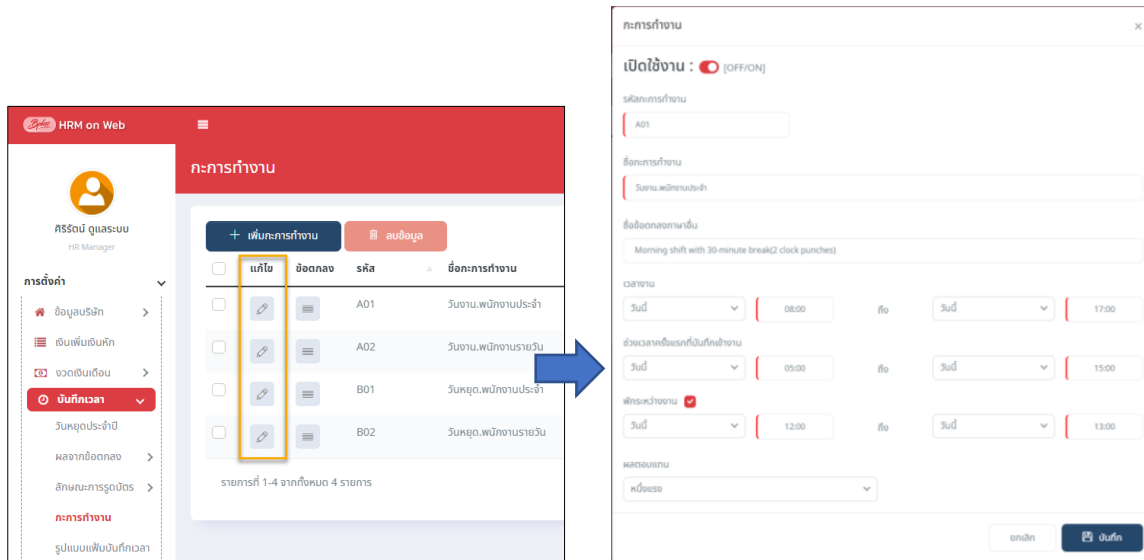 Bplus HRM on Web
กะการทำงาน
ศิริรัตน์ ดูแลระบบ
HR Manager
การตั้งค่า
ข้อมูลบริษัท
เงินเพิ่มเงินหัก
งวดเงินเดือน
บันทึกเวลา
วันหยุดประจำปี
ผลจากข้อตกลง
ลักษณะการรูดบัตร
กะการทำงาน
รูปแบบแฟ้มบันทึกเวลา
+ เพิ่มกะการทำงาน ลบข้อมูล
แก้ไข ข้อตกลง รหัส ชื่อกะการทำงาน
A01 วันงาน.พนักงานประจำ
A02 วันงาน.พนักงานรายวัน
B01 วันหยุด.พนักงานประจำ
B02 วันหยุด.พนักงานรายวัน
รายการที่ 1-4 จากทั้งหมด 4 รายการ
กะการทำงาน ×
เปิดใช้งาน : [OFF/ON]
รหัสกะการทำงาน
A01
ชื่อกะการทำงาน
วันงาน.พนักงานประจำ
ชื่อข้อตกลงภาษาอื่น
Morning shift with 30-minute break(2 clock punches)
เวลางาน
วันนี้ 08:00 ถึง วันนี้ 17:00
ช่วงเวลาครั้งแรกที่บันทึกเข้างาน
วันนี้ 05:00 ถึง วันนี้ 15:00
พักระหว่างงาน
วันนี้ 12:00 ถึง วันนี้ 13:00
ผลตอบแทน
หนึ่งแรง
ยกเลิก บันทึก